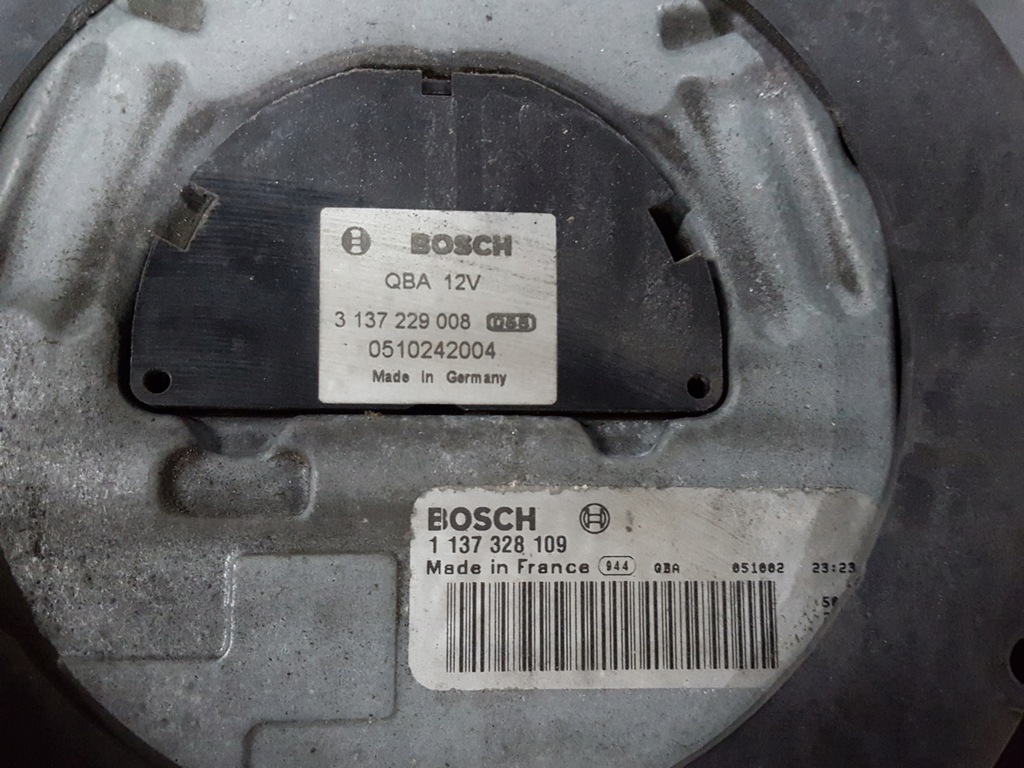 BOSCH
QBA 12V
3 137 229 008
0510242004
Made in Germany
BOSCH
1 137 328 109
Made in France 944 QBA 051002 23:23